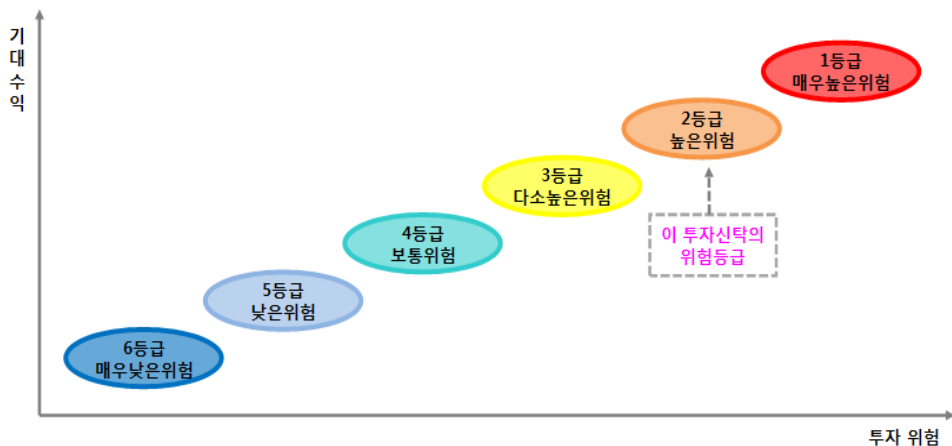 기
대
수
익
1등급
매우높은위험
2등급
높은위험
3등급
다소높은위험
이 투자신탁의
위험등급
4등급
보통위험
5등급
낮은위험
6등급
매우낮은위험
투자 위험